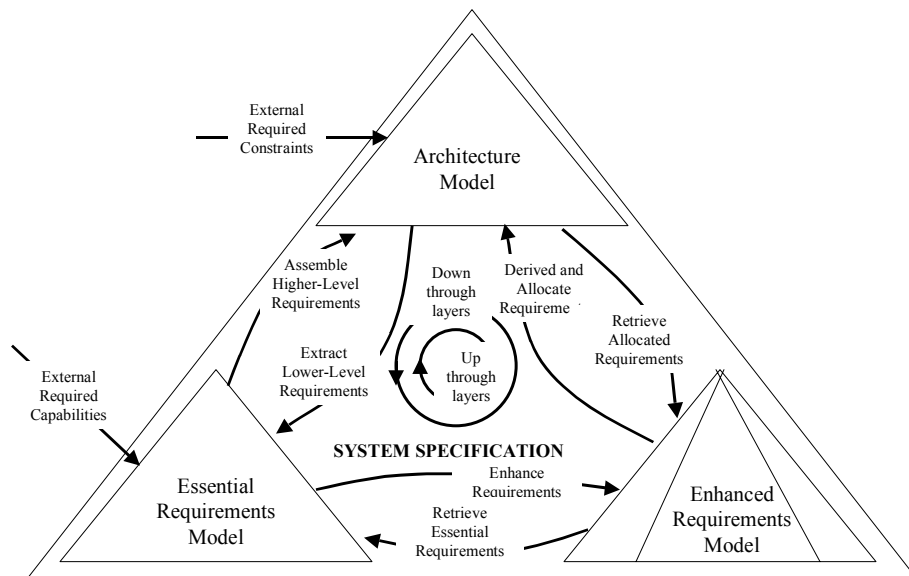 External
Required
Constraints
Architecture
Model
Assemble
Higher-Level
Requirements
Down
through
layers
Derived and
Allocate
Requireme
Retrieve
Allocated
Requirements
Extract
Lower-Level
Requirements
Up
through
layers
External
Required
Capabilities
SYSTEM SPECIFICATION
Enhance
Requirements
Essential
Requirements
Model
Retrieve
Essential
Requirements
Enhanced
Requirements
Model